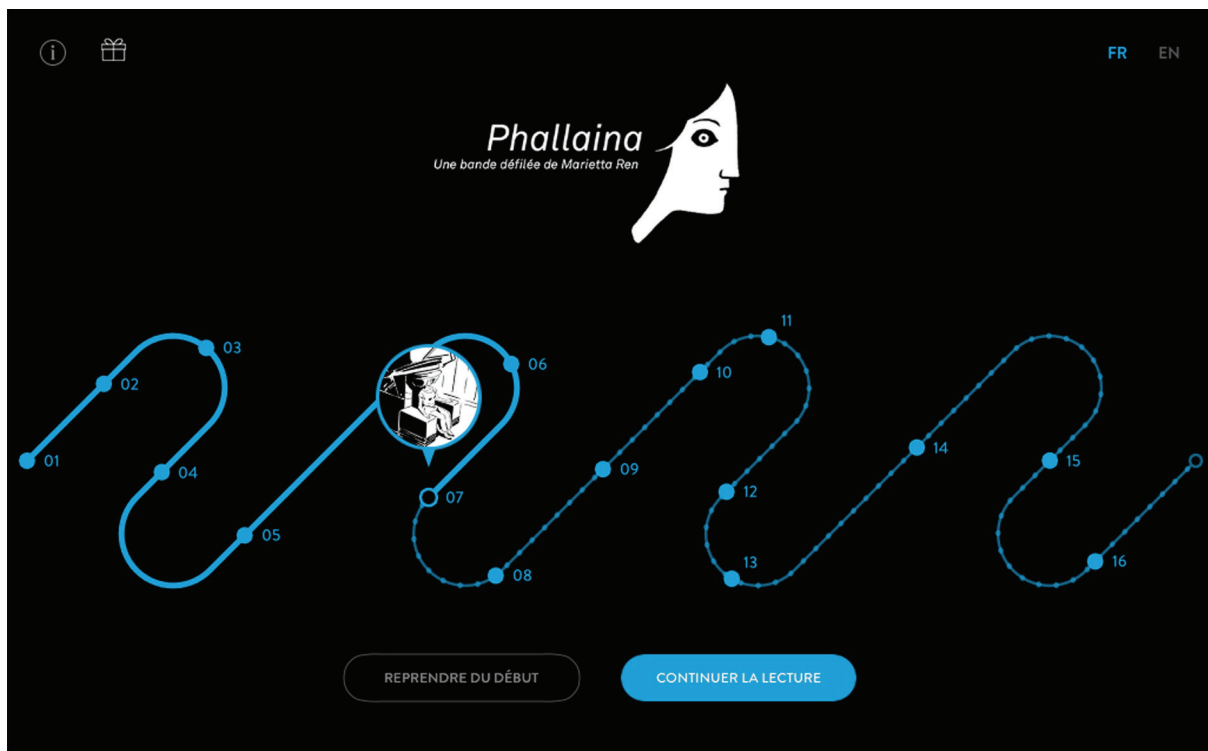 i
FR EN
Phallaina
Une bande défilée de Marietta Ren
01
02
03
04
05
06
07
08
09
10
11
12
13
14
15
16
REPRENDRE DU DÉBUT
CONTINUER LA LECTURE